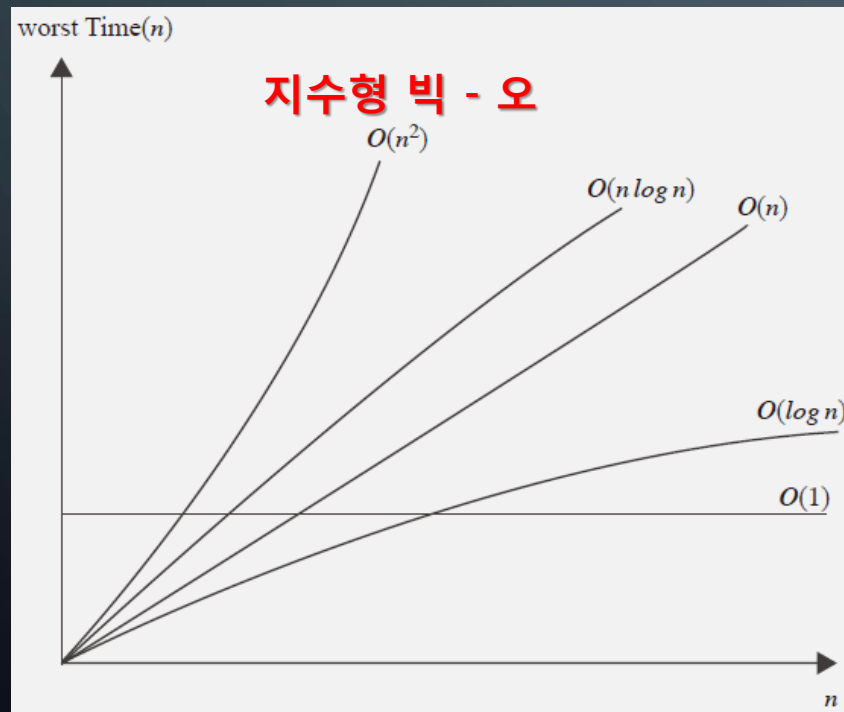 worst Time(n)
지수형 빅 - 오
O(n²)
O(n log n)
O(n)
O(log n)
O(1)
n